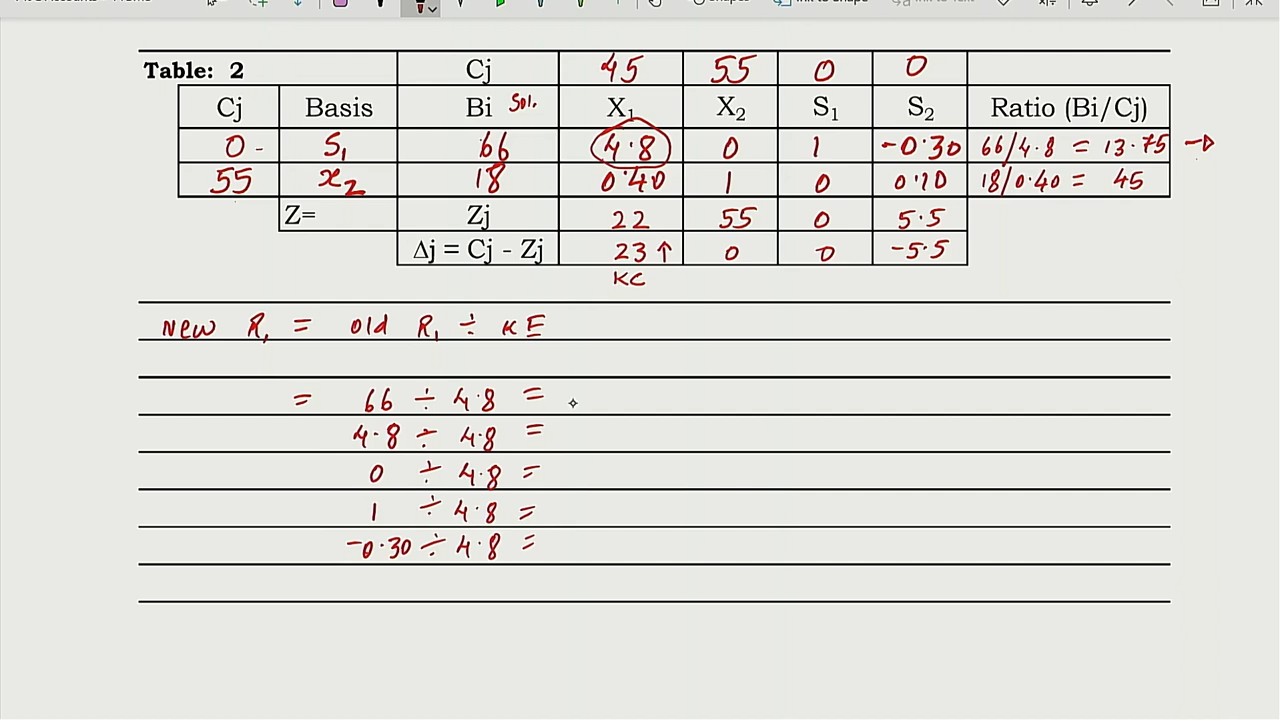 Table: 2 Cj 45 55 0 0
Cj Basis Bi Sol. X1 X2 S1 S2 Ratio (Bi/Cj)
0 - S1 66 4.8 0 1 -0.30 66/4.8 = 13.75 →
55 x2 18 0.40 1 0 0.10 18/0.40 = 45
Z= Zj 22 55 0 5.5
Δj = Cj - Zj 23 ↑ 0 0 -5.5
KC
New R1 = old R1 ÷ KE
= 66 ÷ 4.8 =
4.8 ÷ 4.8 =
0 ÷ 4.8 =
1 ÷ 4.8 =
-0.30 ÷ 4.8 =